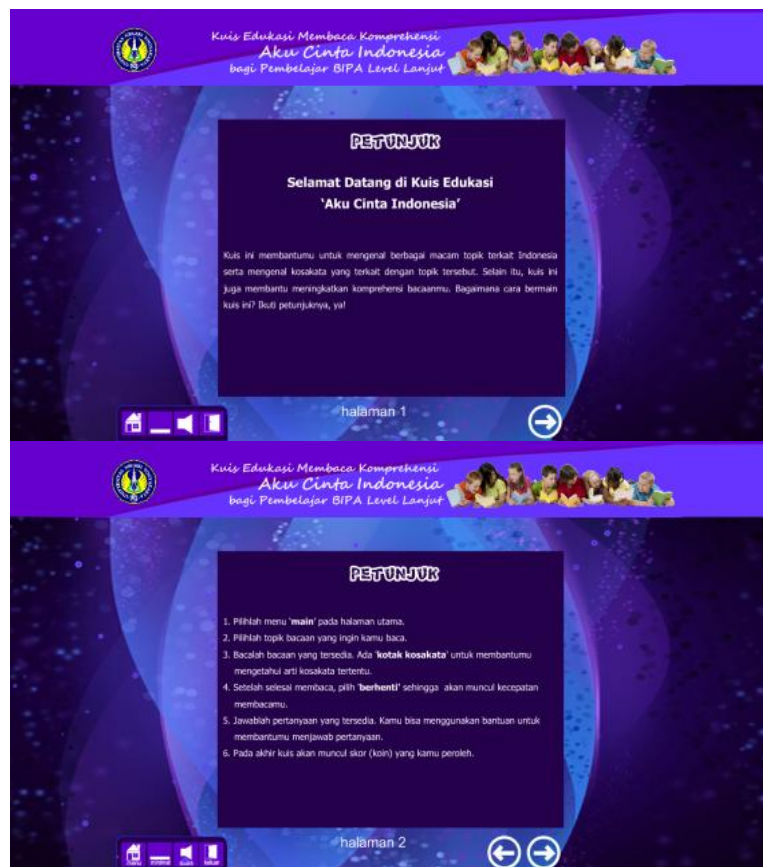 Kuis Edukasi Membaca Komprehensi
Aku Cinta Indonesia
bagi Pembelajar BIPA Level Lanjut
PETUNJUK
Selamat Datang di Kuis Edukasi
'Aku Cinta Indonesia'
Kuis ini membantumu untuk mengenal berbagai macam topik terkait Indonesia
serta mengenal kosakata yang terkait dengan topik tersebut. Selain itu, kuis ini
juga membantu meningkatkan komprehensi bacaanmu. Bagaimana cara bermain
kuis ini? Ikuti petunjuknya, ya!
halaman 1
Kuis Edukasi Membaca Komprehensi
Aku Cinta Indonesia
bagi Pembelajar BIPA Level Lanjut
PETUNJUK
1. Pilihlah menu 'main' pada halaman utama.
2. Pilihlah topik bacaan yang ingin kamu baca.
3. Bacalah bacaan yang tersedia. Ada 'kotak kosakata' untuk membantumu
mengetahui arti kosakata tertentu.
4. Setelah selesai membaca, pilih 'berhenti' sehingga akan muncul kecepatan
membacamu.
5. Jawablah pertanyaan yang tersedia. Kamu bisa menggunakan bantuan untuk
membantumu menjawab pertanyaan.
6. Pada akhir kuis akan muncul skor (koin) yang kamu peroleh.
halaman 2